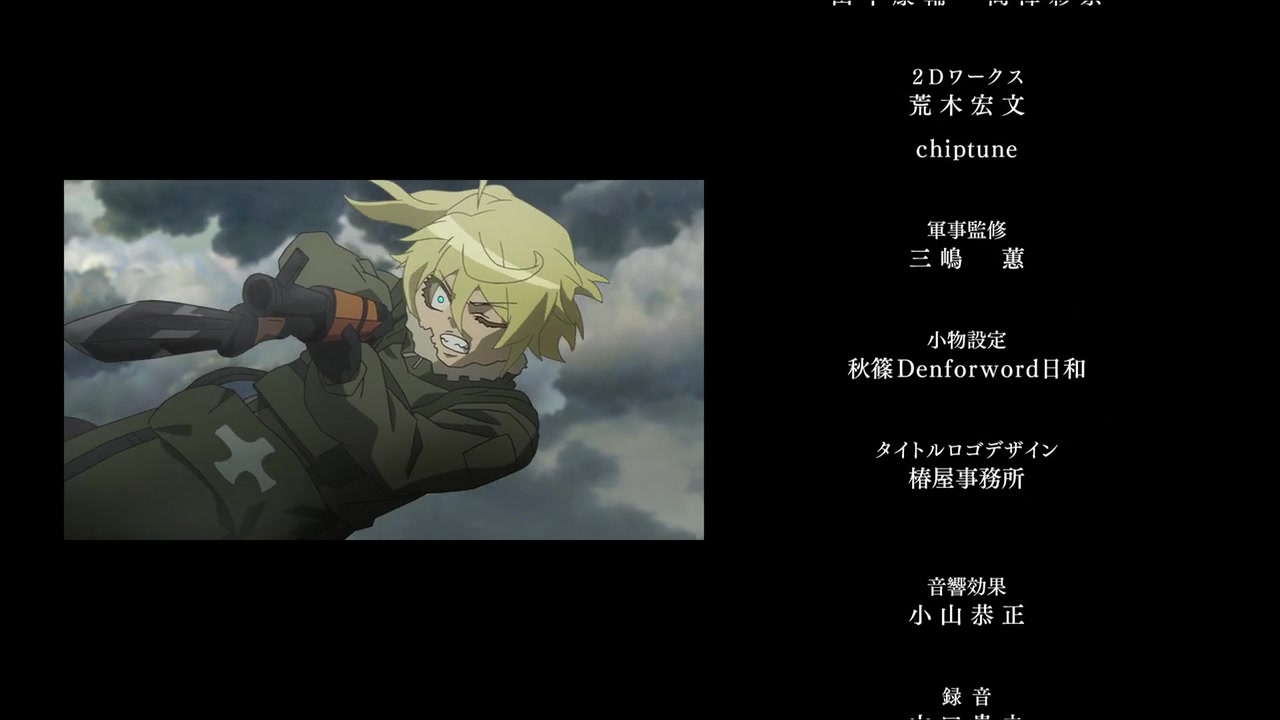 2Dワークス
荒木宏文
chiptune
軍事監修
三嶋 蕙
小物設定
秋篠Denforword日和
タイトルロゴデザイン
椿屋事務所
音響効果
小山恭正
録音